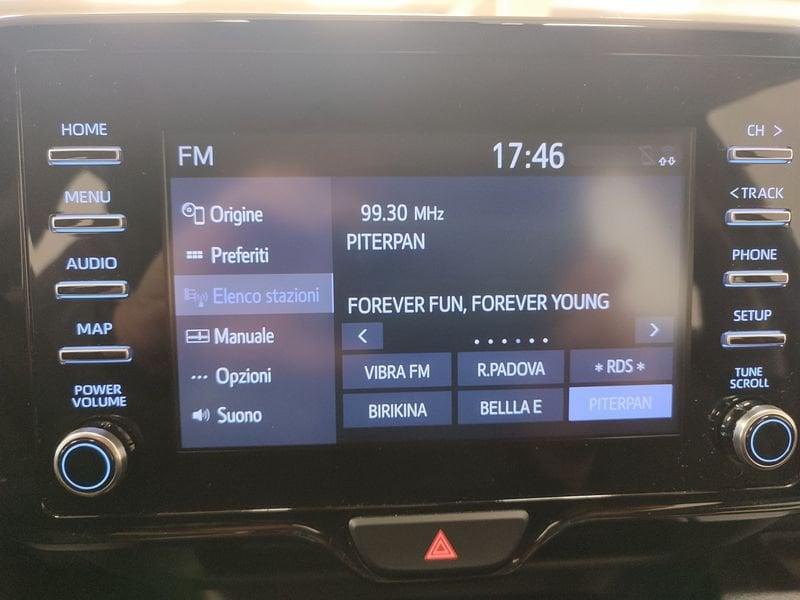 HOME
MENU
AUDIO
MAP
POWER
VOLUME
FM
17:46
Origine
Preferiti
Elenco stazioni
Manuale
Opzioni
Suono
99.30 MHz
PITERPAN
FOREVER FUN, FOREVER YOUNG
< >
VIBRA FM R.PADOVA *RDS*
BIRIKINA BELLLA E PITERPAN
CH >
< TRACK
PHONE
SETUP
TUNE
SCROLL